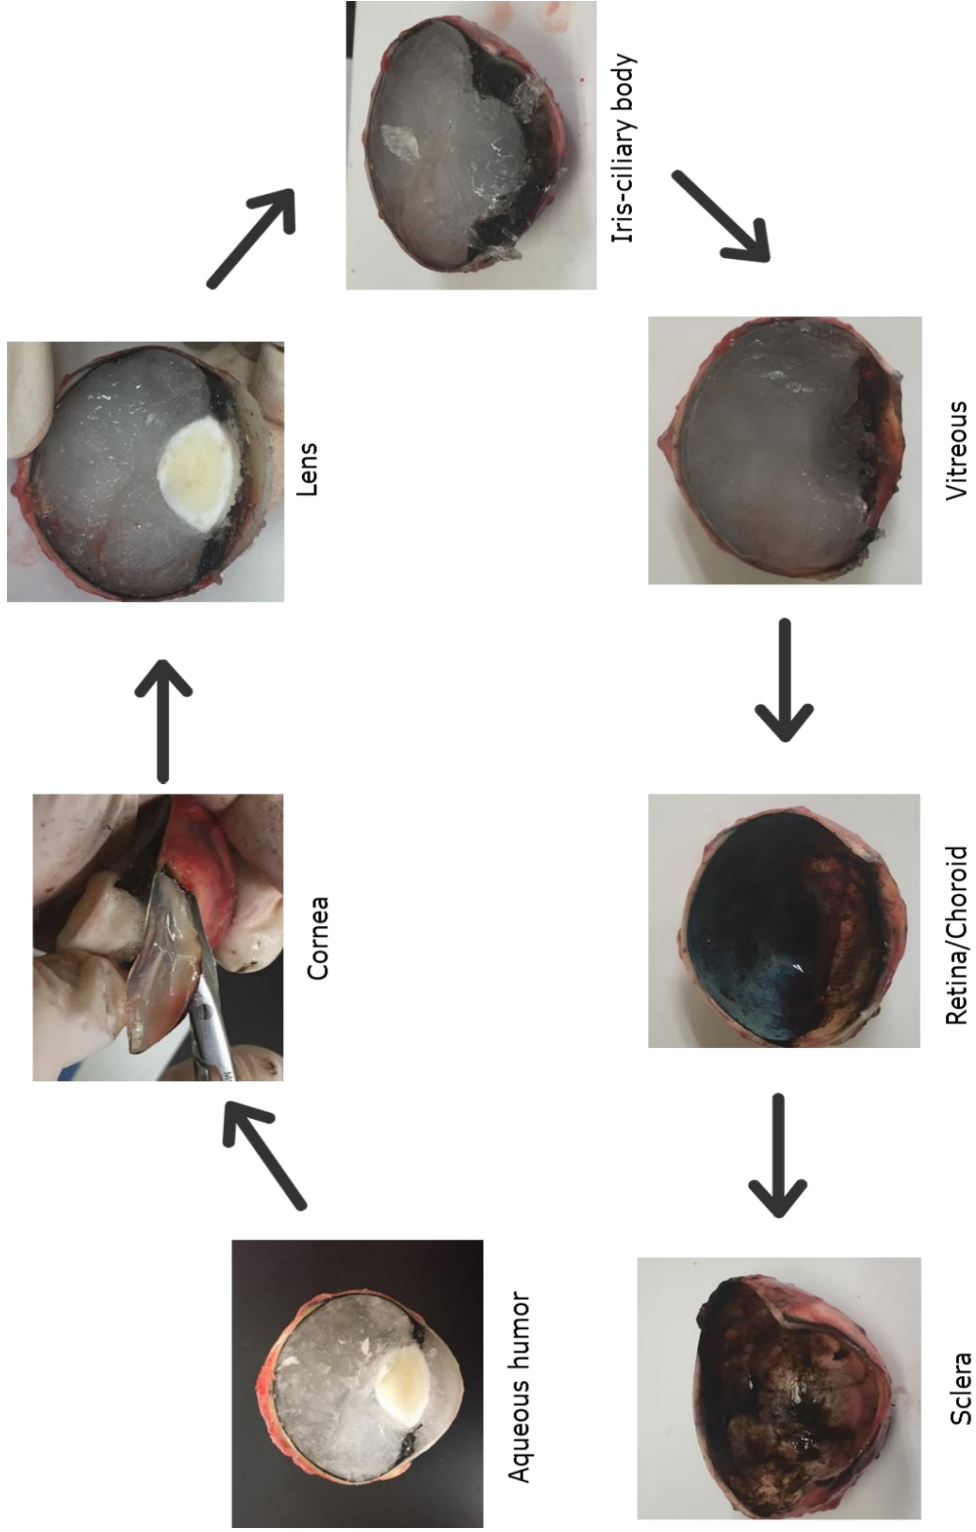 Aqueous humor
Cornea
Lens
Iris-ciliary body
Vitreous
Retina/Choroid
Sclera